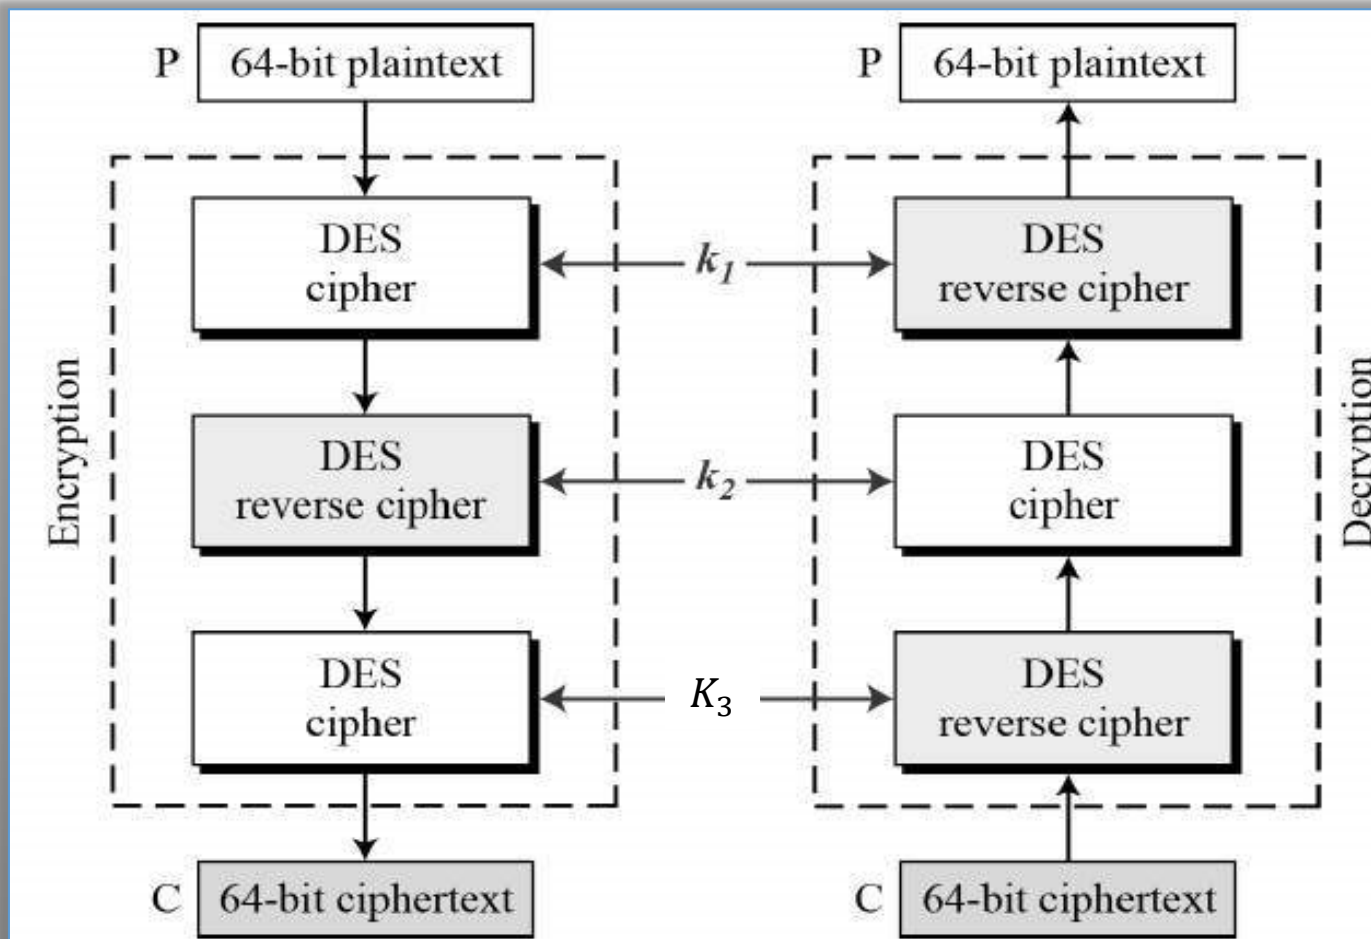 P 64-bit plaintext
P 64-bit plaintext
DES
cipher
k1
DES
reverse cipher
Encryption
DES
reverse cipher
k2
DES
cipher
Decryption
DES
cipher
K3
DES
reverse cipher
C 64-bit ciphertext
C 64-bit ciphertext